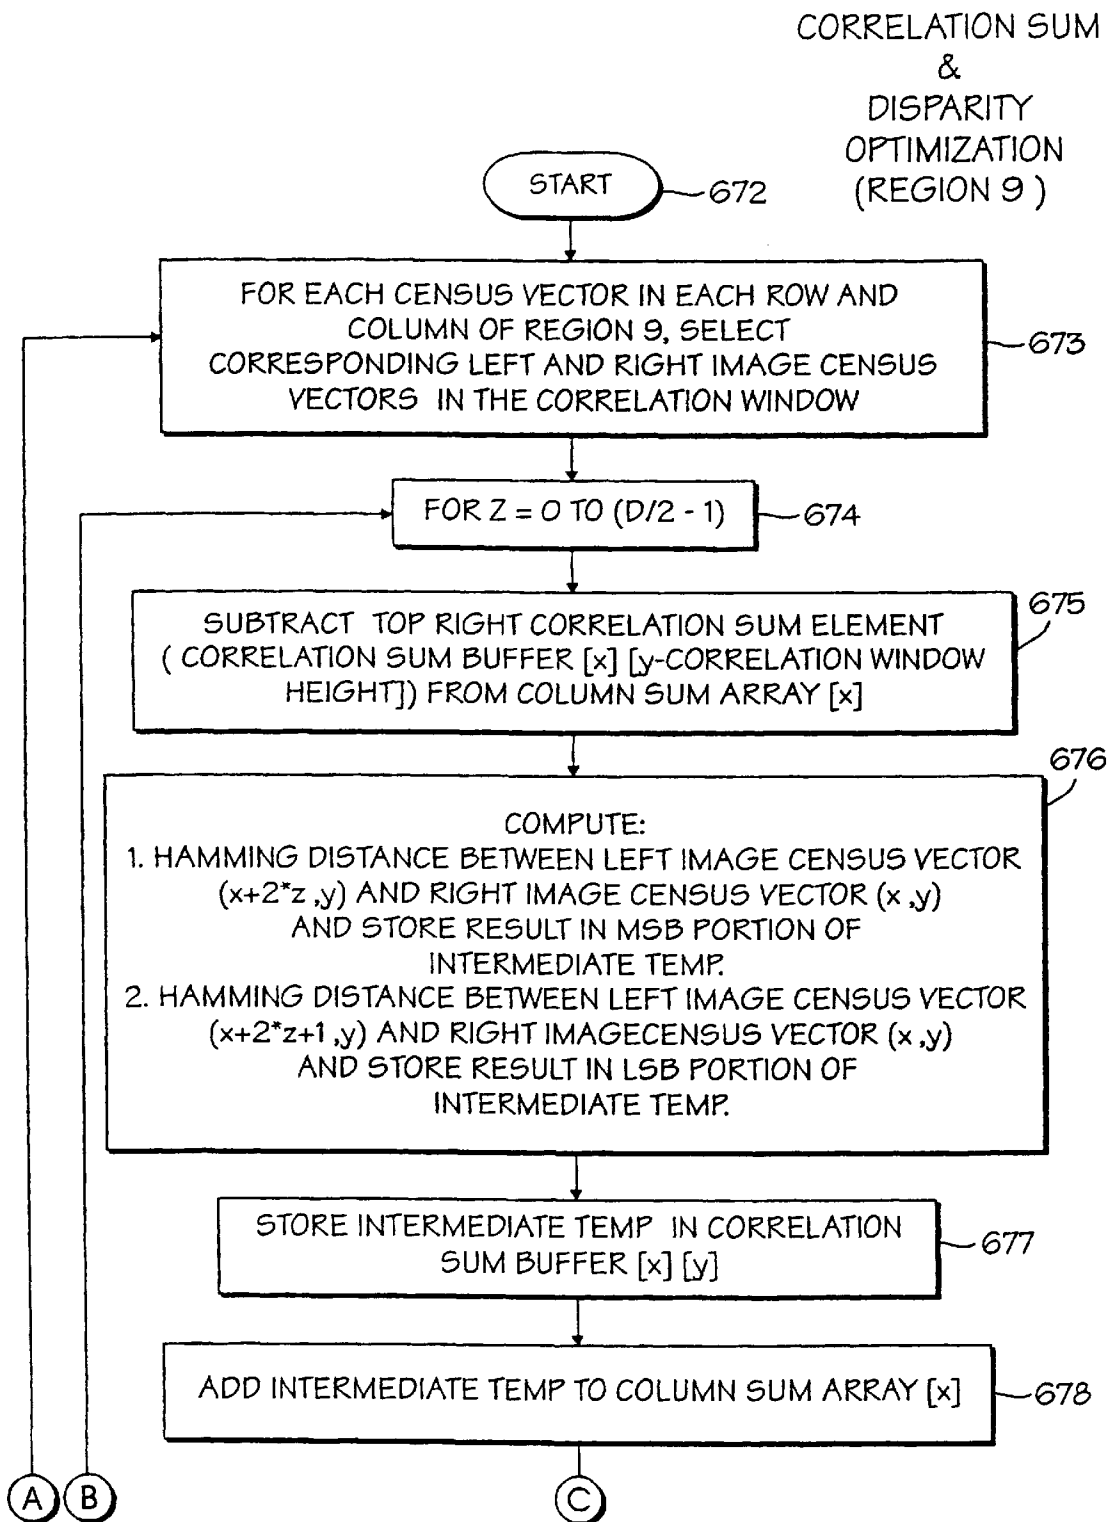 CORRELATION SUM
&
DISPARITY
OPTIMIZATION
(REGION 9 )
START
672
FOR EACH CENSUS VECTOR IN EACH ROW AND
COLUMN OF REGION 9, SELECT
CORRESPONDING LEFT AND RIGHT IMAGE CENSUS
VECTORS IN THE CORRELATION WINDOW
673
FOR Z = 0 TO (D/2 - 1)
674
SUBTRACT TOP RIGHT CORRELATION SUM ELEMENT
( CORRELATION SUM BUFFER [x] [y-CORRELATION WINDOW
HEIGHT]) FROM COLUMN SUM ARRAY [x]
675
COMPUTE:
1. HAMMING DISTANCE BETWEEN LEFT IMAGE CENSUS VECTOR
(x+2*z ,y) AND RIGHT IMAGE CENSUS VECTOR (x ,y)
AND STORE RESULT IN MSB PORTION OF
INTERMEDIATE TEMP.
2. HAMMING DISTANCE BETWEEN LEFT IMAGE CENSUS VECTOR
(x+2*z+1 ,y) AND RIGHT IMAGECENSUS VECTOR (x ,y)
AND STORE RESULT IN LSB PORTION OF
INTERMEDIATE TEMP.
676
STORE INTERMEDIATE TEMP IN CORRELATION
SUM BUFFER [x] [y]
677
ADD INTERMEDIATE TEMP TO COLUMN SUM ARRAY [x]
678
A
B
C